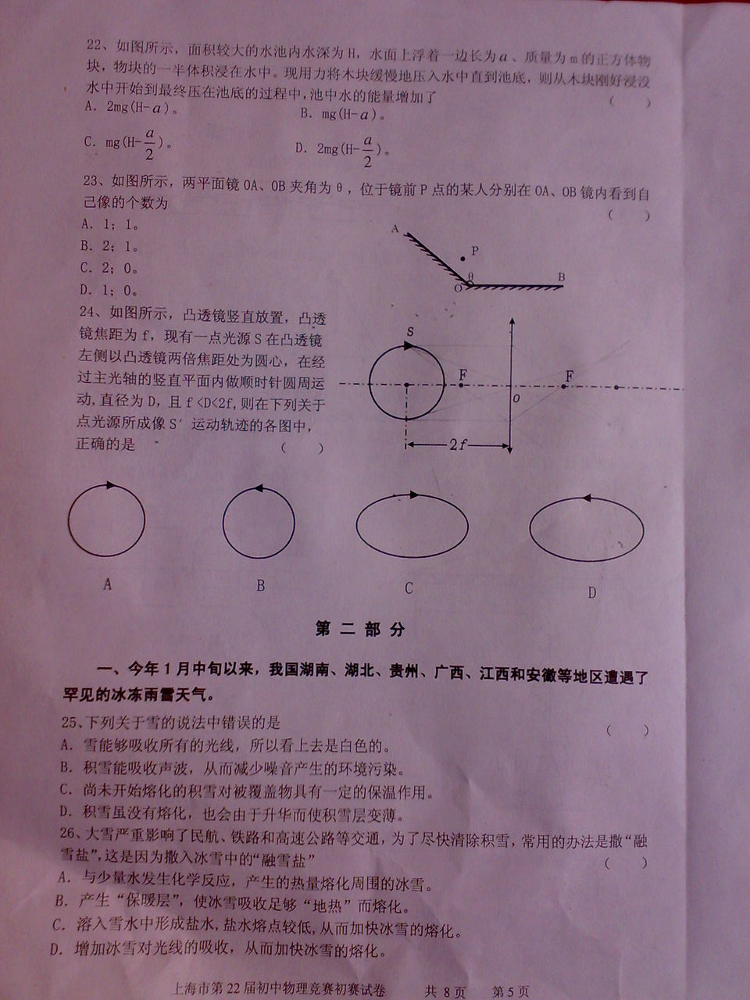 22、如图所示，面积较大的水池内水深为H，水面上浮着一边长为a、质量为m的正方体物
块，物块的一半体积浸在水中。现用力将木块缓慢地压入水中直到池底，则从木块刚好浸没
水中开始到最终压在池底的过程中，池中水的能量增加了 （ ）
A. 2mg(H-a)。 B. mg(H-a)。
C. mg(H-a/2)。 D. 2mg(H-a/2)。
23、如图所示，两平面镜OA、OB夹角为θ，位于镜前P点的某人分别在OA、OB镜内看到自
己像的个数为 （ ）
A. 1；1。
B. 2；1。
C. 2；0。
D. 1；0。
A
P
θ
O
B
24、如图所示，凸透镜竖直放置，凸透
镜焦距为f，现有一点光源S在凸透镜
左侧以凸透镜两倍焦距处为圆心，在经
过主光轴的竖直平面内做顺时针圆周运
动，直径为D，且f<D<2f，则在下列关于
点光源所成像S′运动轨迹的各图中，
正确的是 （ ）
S
F
F
O
2f
A
B
C
D
第二部分
一、今年1月中旬以来，我国湖南、湖北、贵州、广西、江西和安徽等地区遭遇了
罕见的冰冻雨雪天气。
25、下列关于雪的说法中错误的是 （ ）
A. 雪能够吸收所有的光线，所以看上去是白色的。
B. 积雪能吸收声波，从而减少噪音产生的环境污染。
C. 尚未开始熔化的积雪对被覆盖物具有一定的保温作用。
D. 积雪虽没有熔化，也会由于升华而使积雪层变薄。
26、大雪严重影响了民航、铁路和高速公路等交通，为了尽快清除积雪，常用的办法是撒“融
雪盐”，这是因为撒入冰雪中的“融雪盐” （ ）
A. 与少量水发生化学反应，产生的热量熔化周围的冰雪。
B. 产生“保暖层”，使冰雪吸收足够“地热”而熔化。
C. 溶入雪水中形成盐水，盐水熔点较低，从而加快冰雪的熔化。
D. 增加冰雪对光线的吸收，从而加快冰雪的熔化。
上海市第22届初中物理竞赛初赛试卷 共8页 第5页